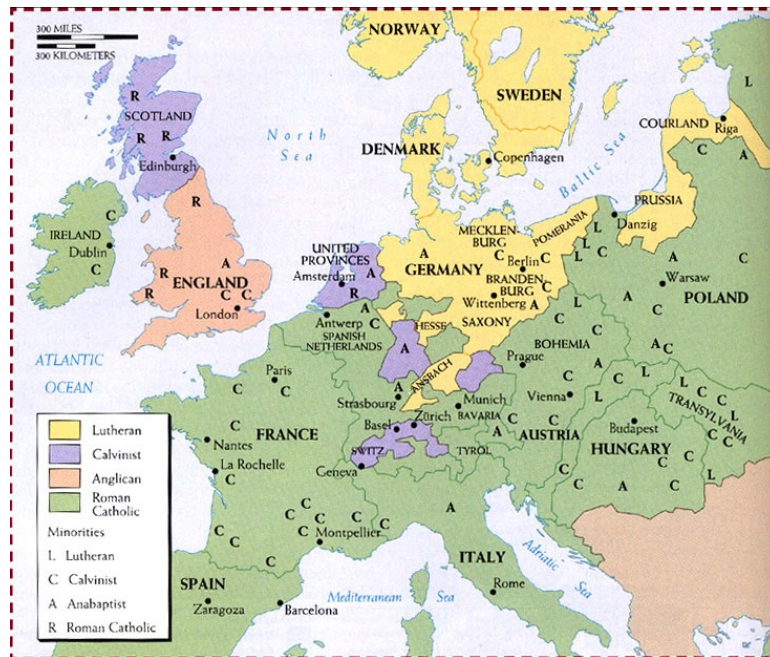 300 MILES
300 KILOMETERS
NORWAY
SWEDEN
L
R
SCOTLAND
R
R
R
Edinburgh
North
Sea
DENMARK
Copenhagen
Baltic Sea
COURLAND
Riga
C
A
R
IRELAND
C
Dublin
C
ENGLAND
A
R
R
C
C
London
UNITED
PROVINCES
Amsterdam
A
R
A
MECKLEN-
BURG
POMERANIA
PRUSSIA
Danzig
GERMANY
C
Berlin
C
BRANDEN
BURG
C
Wittenberg
A
L
L
L
C
A
C
Warsaw
POLAND
A
C
C
A
C
Antwerp
A
C
SPANISH
NETHERLANDS
HESSE
SAXONY
A
ANSBACH
BOHEMIA
L
C
Prague
ATLANTIC
OCEAN
Paris
C
C
A
Strasbourg
Munich
BAVARIA
Vienna
C
A
L
L
L
C
C
L
TRANSYLVANIA
C
C
Basel
Zürich
SWITZ
Geneva
TYROL
C
C
A
AUSTRIA
Budapest
HUNGARY
C
C
C
C
A
C
L
C
Nantes
FRANCE
La Rochelle
C
C
C
C
C
C
C
C
C
C
Montpellier
A
ITALY
Adriatic
Sea
Rome
SPAIN
Zaragoza
Barcelona
Mediterranean Sea
Lutheran
Calvinist
Anglican
Roman
Catholic
Minorities
L Lutheran
C Calvinist
A Anabaptist
R Roman Catholic